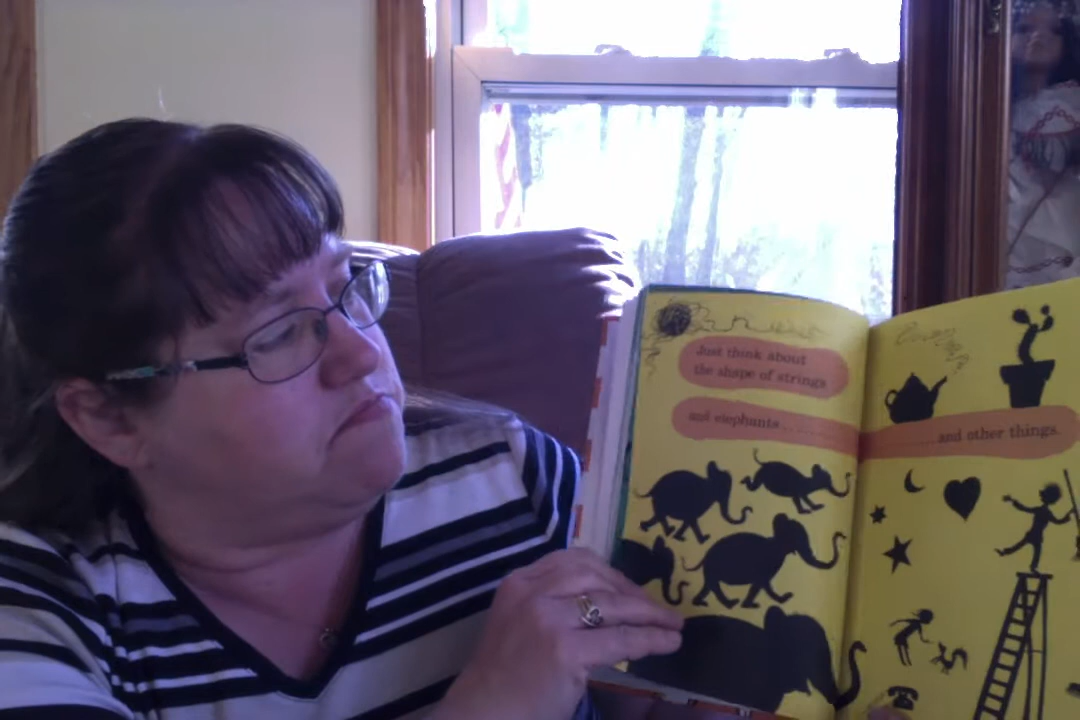 Just think about
the shape of strings
and elephants . . . . . . . . . . . . . . and other things.